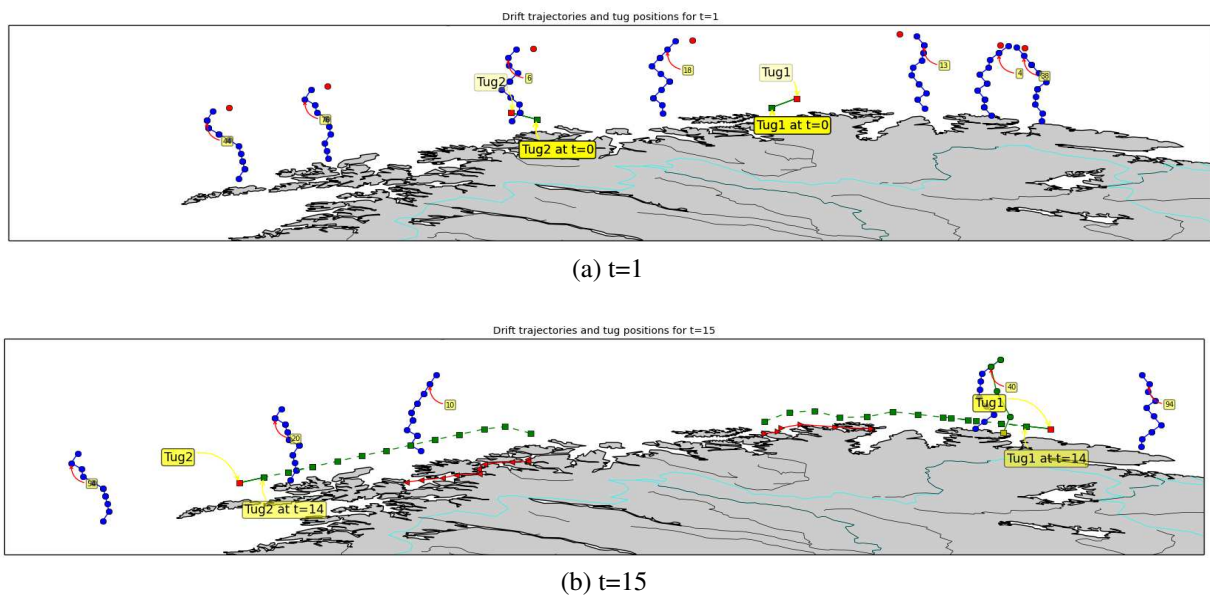 Drift trajectories and tug positions for t=1
Tug2
6
18
Tug1
13
4
Tug1 at t=0
Tug2 at t=0
(a) t=1
Drift trajectories and tug positions for t=15
10
20
40
94
Tug1
Tug2
Tug1 at t=14
Tug2 at t=14
(b) t=15